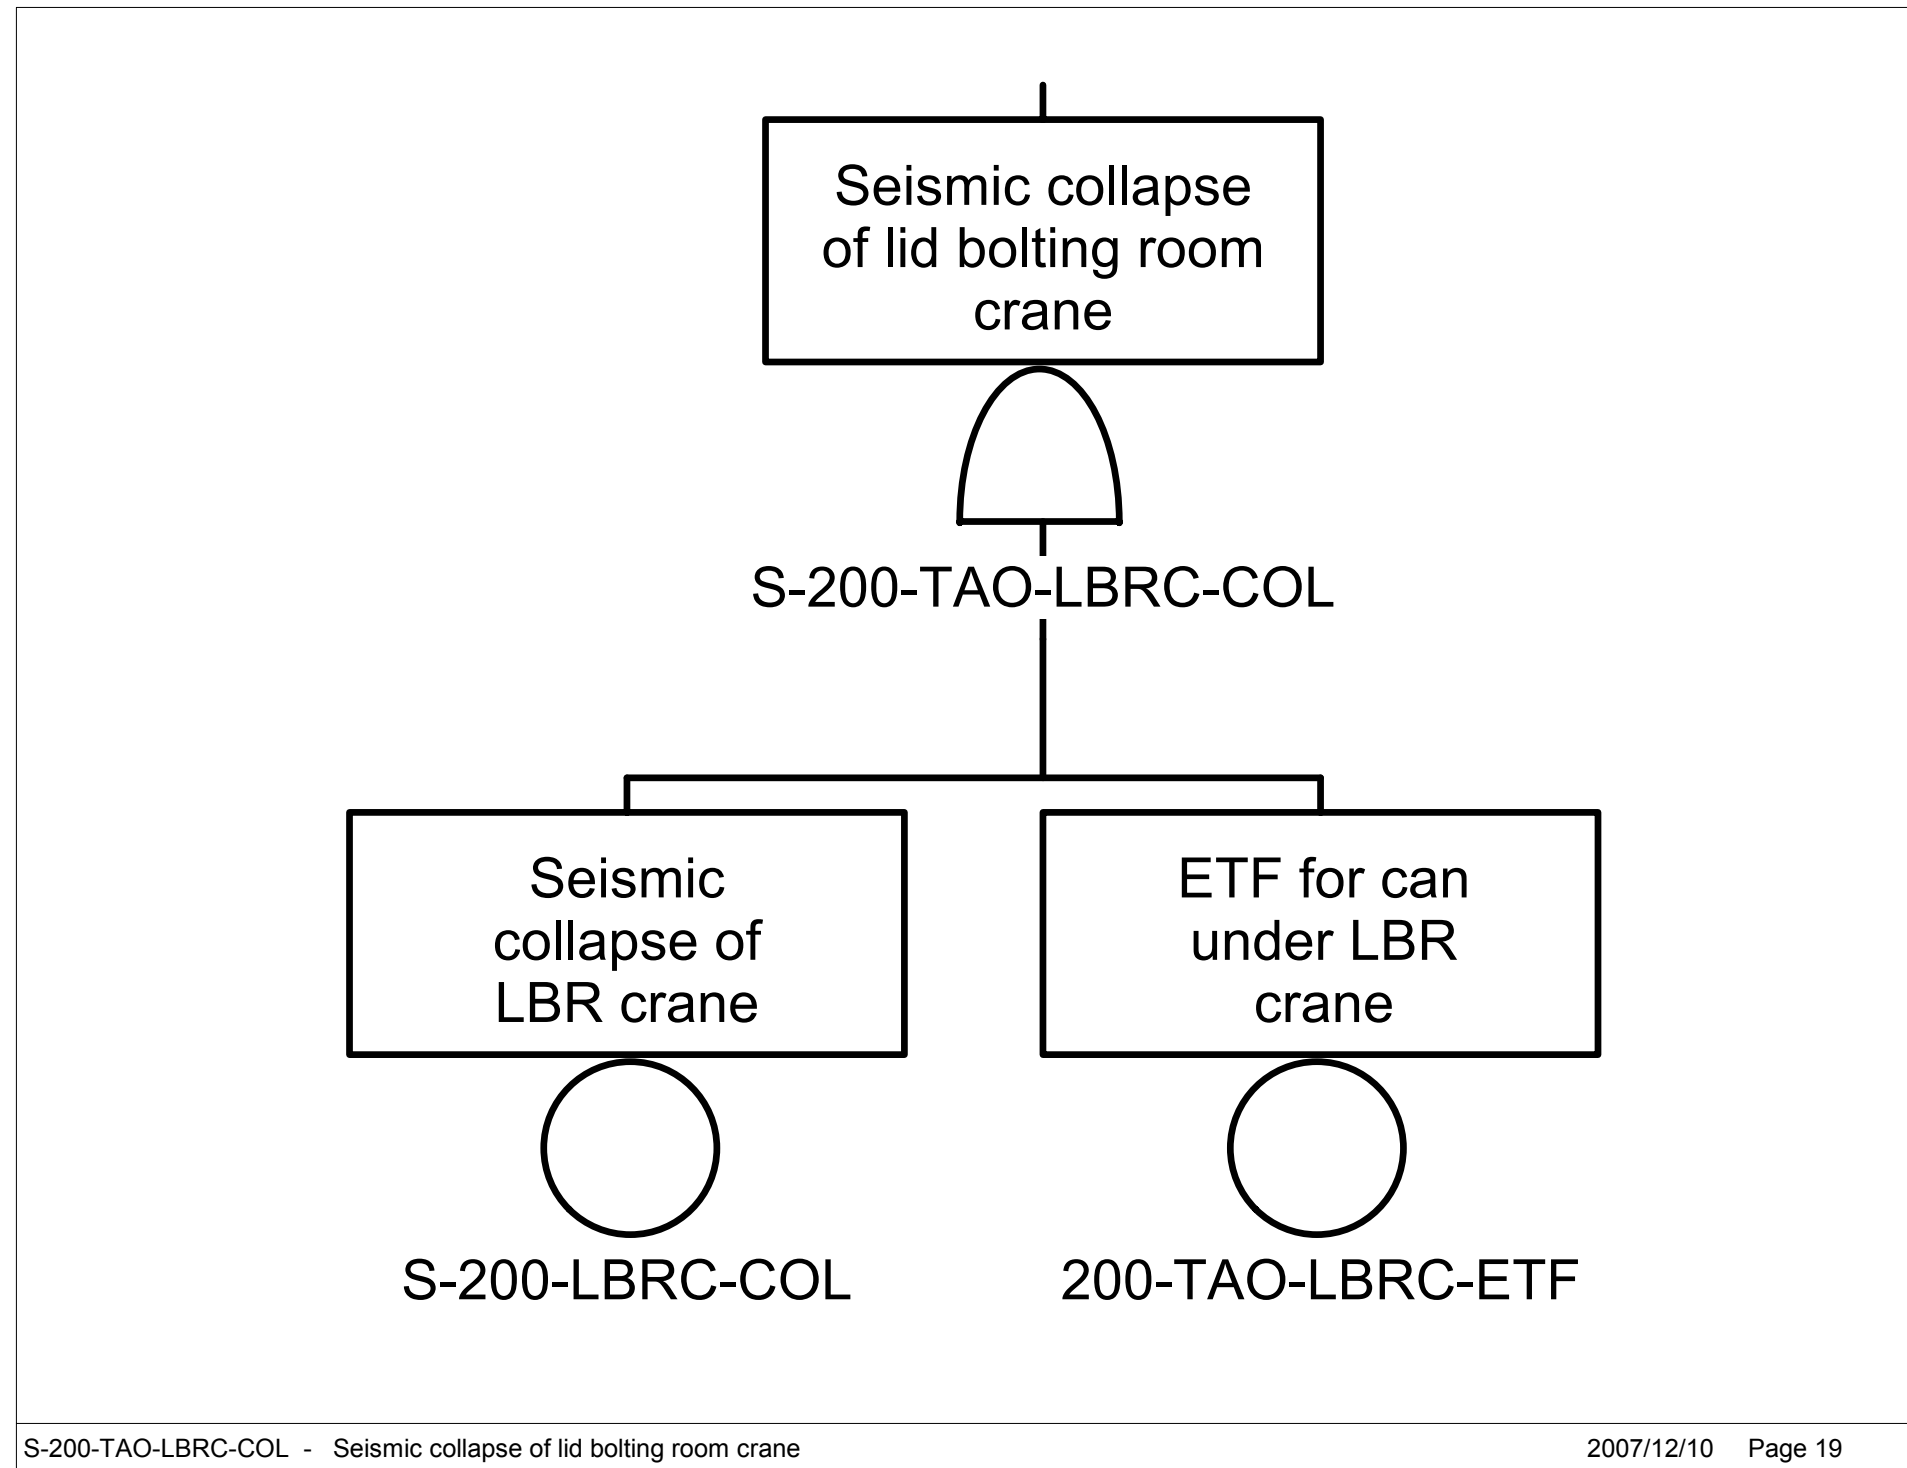 Seismic collapse
of lid bolting room
crane
S-200-TAO-LBRC-COL
Seismic
collapse of
LBR crane
ETF for can
under LBR
crane
S-200-LBRC-COL
200-TAO-LBRC-ETF
S-200-TAO-LBRC-COL - Seismic collapse of lid bolting room crane 2007/12/10 Page 19